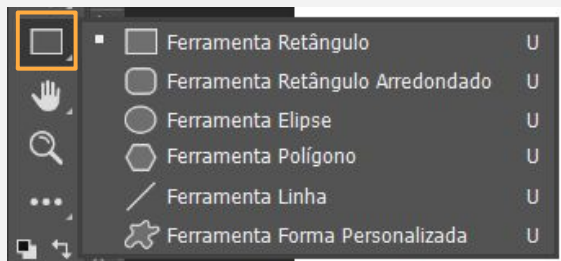 Ferramenta Retângulo U
Ferramenta Retângulo Arredondado U
Ferramenta Elipse U
Ferramenta Polígono U
Ferramenta Linha U
Ferramenta Forma Personalizada U